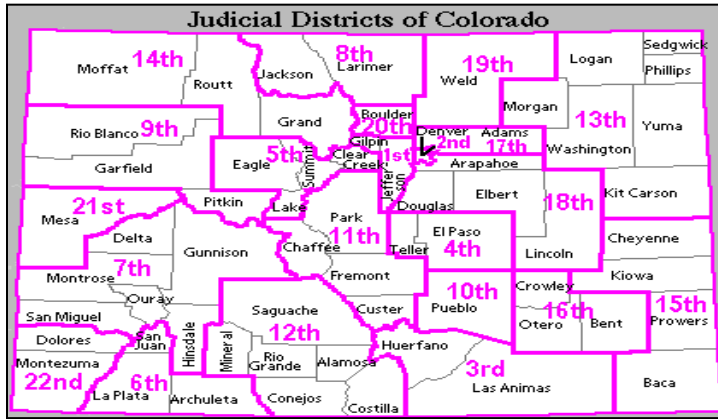 Judicial Districts of Colorado
Moffat
14th
Routt
Jackson
8th
Larimer
19th
Weld
Logan
Sedgwick
Phillips
Morgan
13th
Yuma
Washington
Rio Blanco
9th
Garfield
Grand
Boulder
20th
Gilpin
Clear
Creek
1st
Jeffer
son
Denver
2nd
Adams
17th
Arapahoe
Eagle
5th
Summit
Elbert
18th
Kit Carson
Douglas
Lincoln
21st
Mesa
Pitkin
Lake
Park
11th
Chaffee
Fremont
Custer
Teller
El Paso
4th
Cheyenne
Delta
7th
Gunnison
Montrose
Ouray
San Miguel
Hinsdale
Kiowa
10th
Pueblo
Crowley
16th
Otero
Bent
15th
Prowers
Saguache
12th
Mineral
Rio
Grande
Alamosa
Conejos
Costilla
Huerfano
3rd
Las Animas
Baca
Dolores
Montezuma
22nd
San
Juan
6th
La Plata
Archuleta